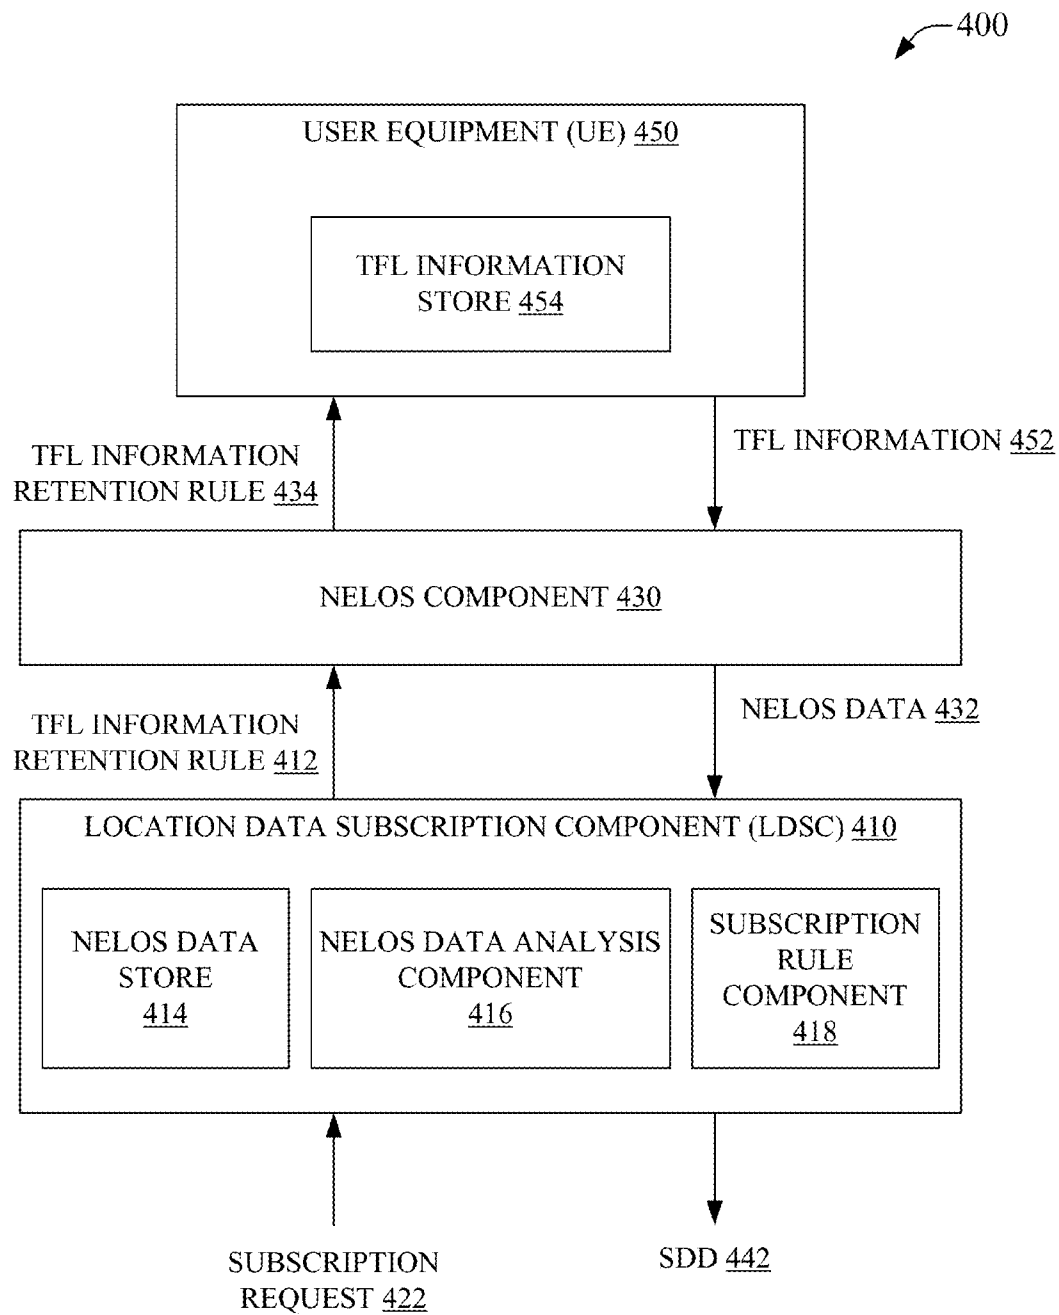 400
USER EQUIPMENT (UE) 450
TFL INFORMATION
STORE 454
TFL INFORMATION
RETENTION RULE 434
TFL INFORMATION 452
NELOS COMPONENT 430
TFL INFORMATION
RETENTION RULE 412
NELOS DATA 432
LOCATION DATA SUBSCRIPTION COMPONENT (LDSC) 410
NELOS DATA
STORE
414
NELOS DATA ANALYSIS
COMPONENT
416
SUBSCRIPTION
RULE
COMPONENT
418
SUBSCRIPTION
REQUEST 422
SDD 442